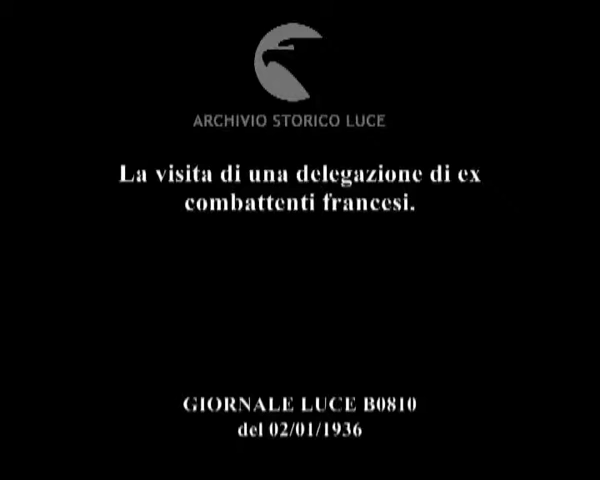 ARCHIVIO STORICO LUCE
La visita di una delegazione di ex
combattenti francesi.
GIORNALE LUCE B0810
del 02/01/1936